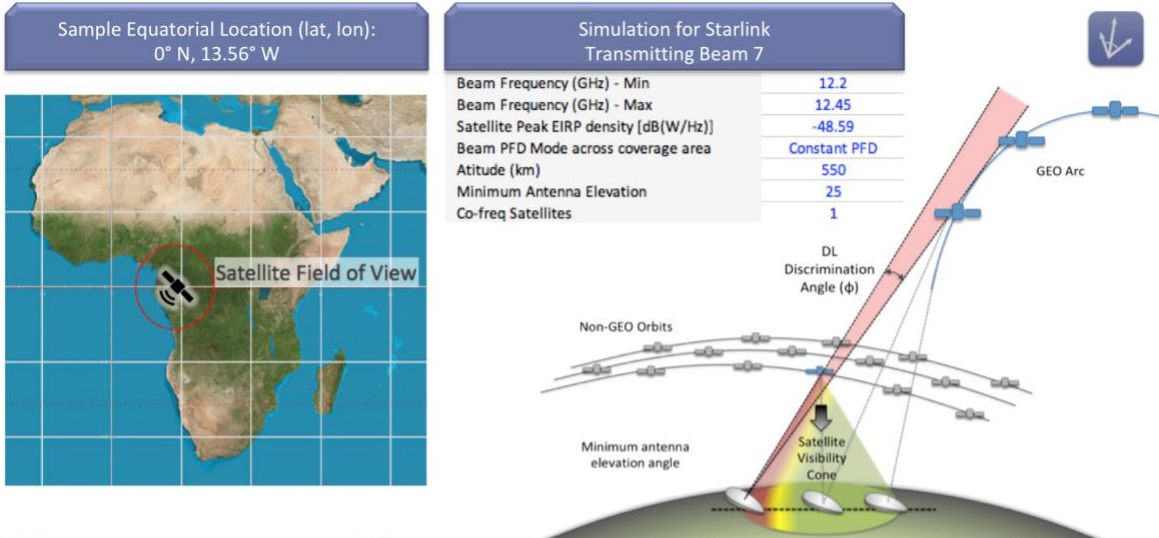 Sample Equatorial Location (lat, lon):
0° N, 13.56° W
Simulation for Starlink
Transmitting Beam 7
Beam Frequency (GHz) - Min 12.2
Beam Frequency (GHz) - Max 12.45
Satellite Peak EIRP density [dB(W/Hz)] -48.59
Beam PFD Mode across coverage area Constant PFD
Atitude (km) 550
Minimum Antenna Elevation 25
Co-freq Satellites 1
Satellite Field of View
GEO Arc
DL
Discrimination
Angle (ϕ)
Non-GEO Orbits
Minimum antenna
elevation angle
Satellite
Visibility
Cone